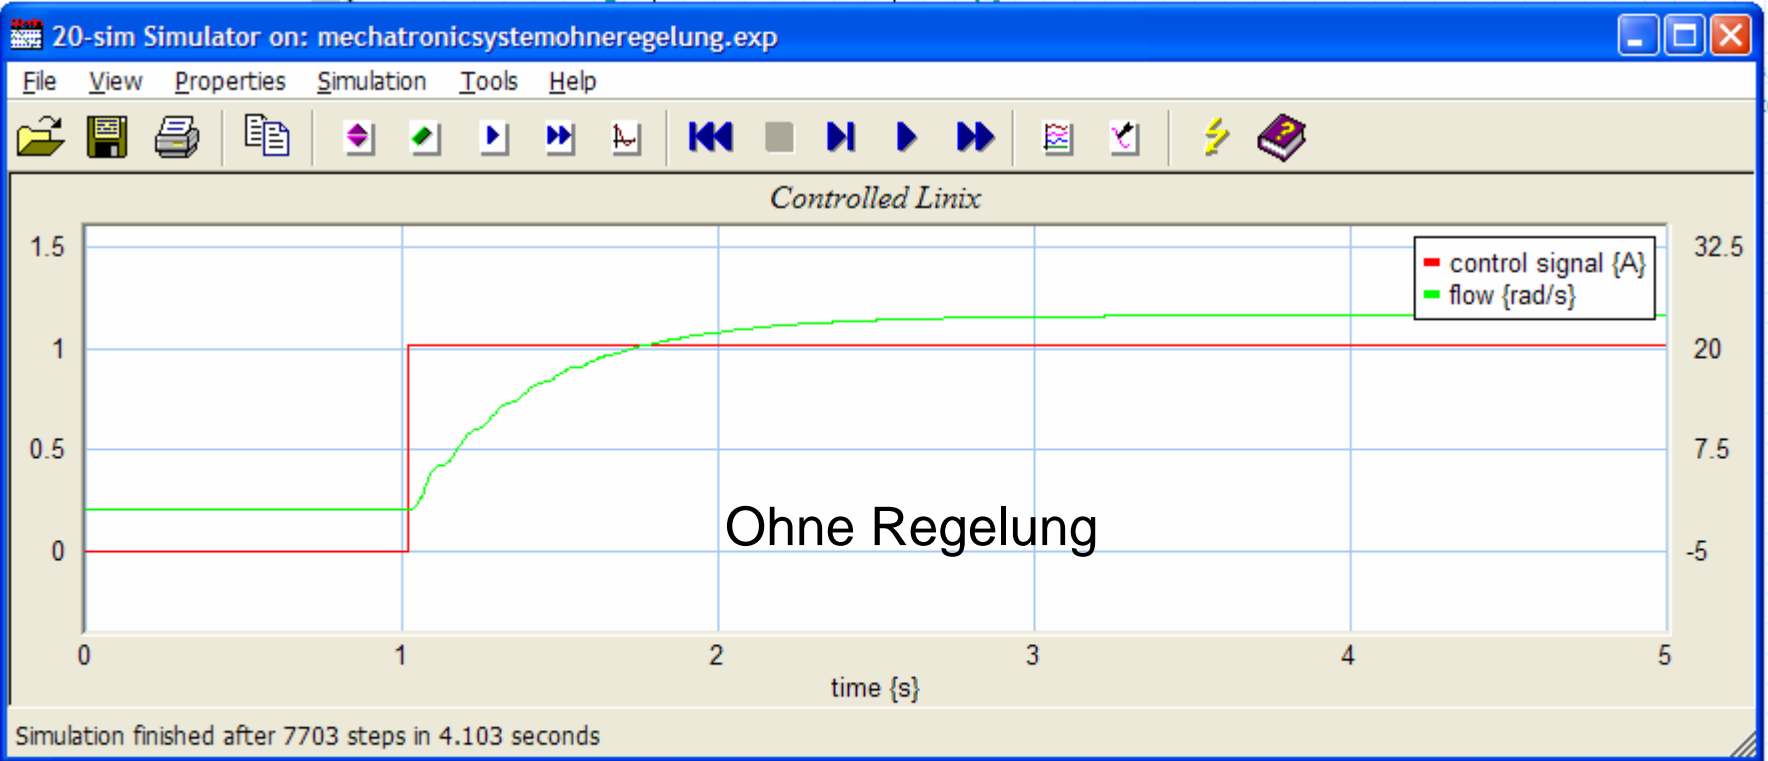 20-sim Simulator on: mechatronicsystemohneregelung.exp
File View Properties Simulation Tools Help
Controlled Linix
1.5 32.5
control signal {A}
flow {rad/s}
1 20
0.5 7.5
Ohne Regelung
0 -5
0 1 2 3 4 5
time {s}
Simulation finished after 7703 steps in 4.103 seconds